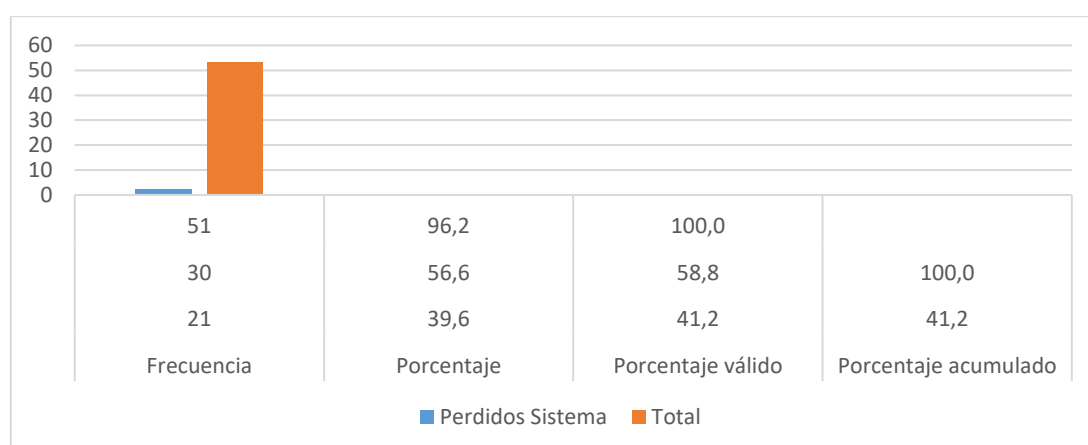 60
50
40
30
20
10
0
51 96,2 100,0
30 56,6 58,8 100,0
21 39,6 41,2 41,2
Frecuencia Porcentaje Porcentaje válido Porcentaje acumulado
Perdidos Sistema Total